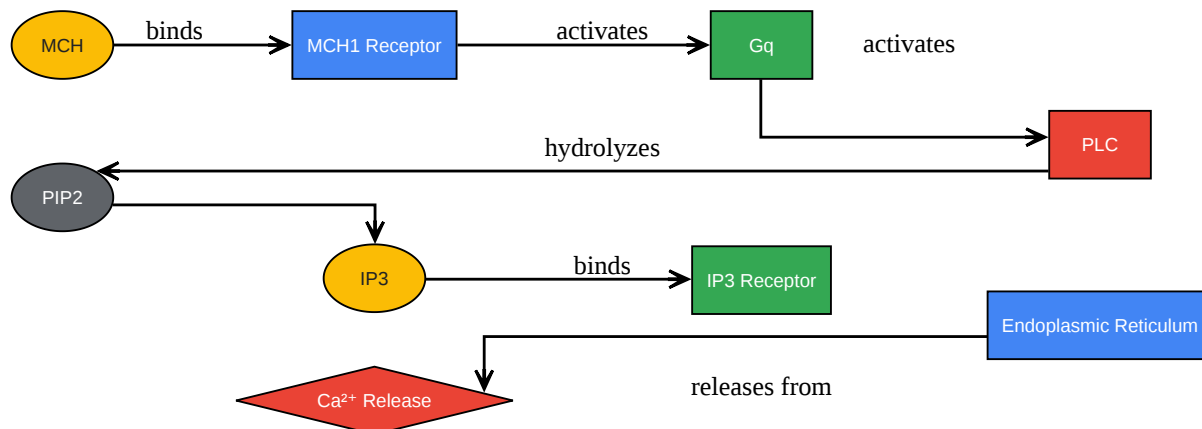 MCH
binds
MCH1 Receptor
activates
Gq
activates
hydrolyzes
PLC
PIP2
IP3
binds
IP3 Receptor
Endoplasmic Reticulum
Ca²⁺ Release
releases from